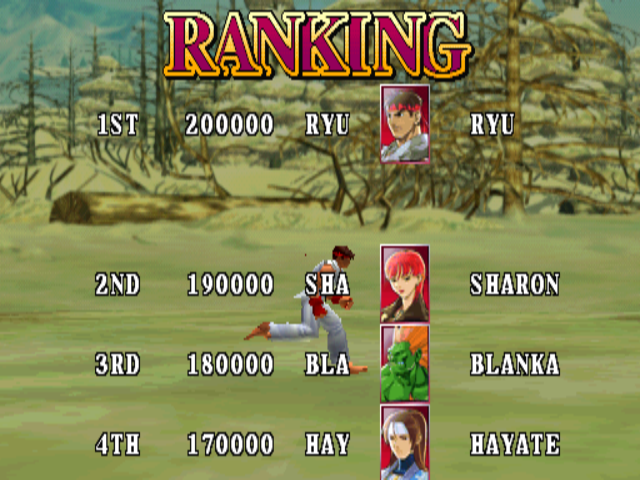 RANKING
1ST 200000 RYU RYU
2ND 190000 SHA SHARON
3RD 180000 BLA BLANKA
4TH 170000 HAY HAYATE